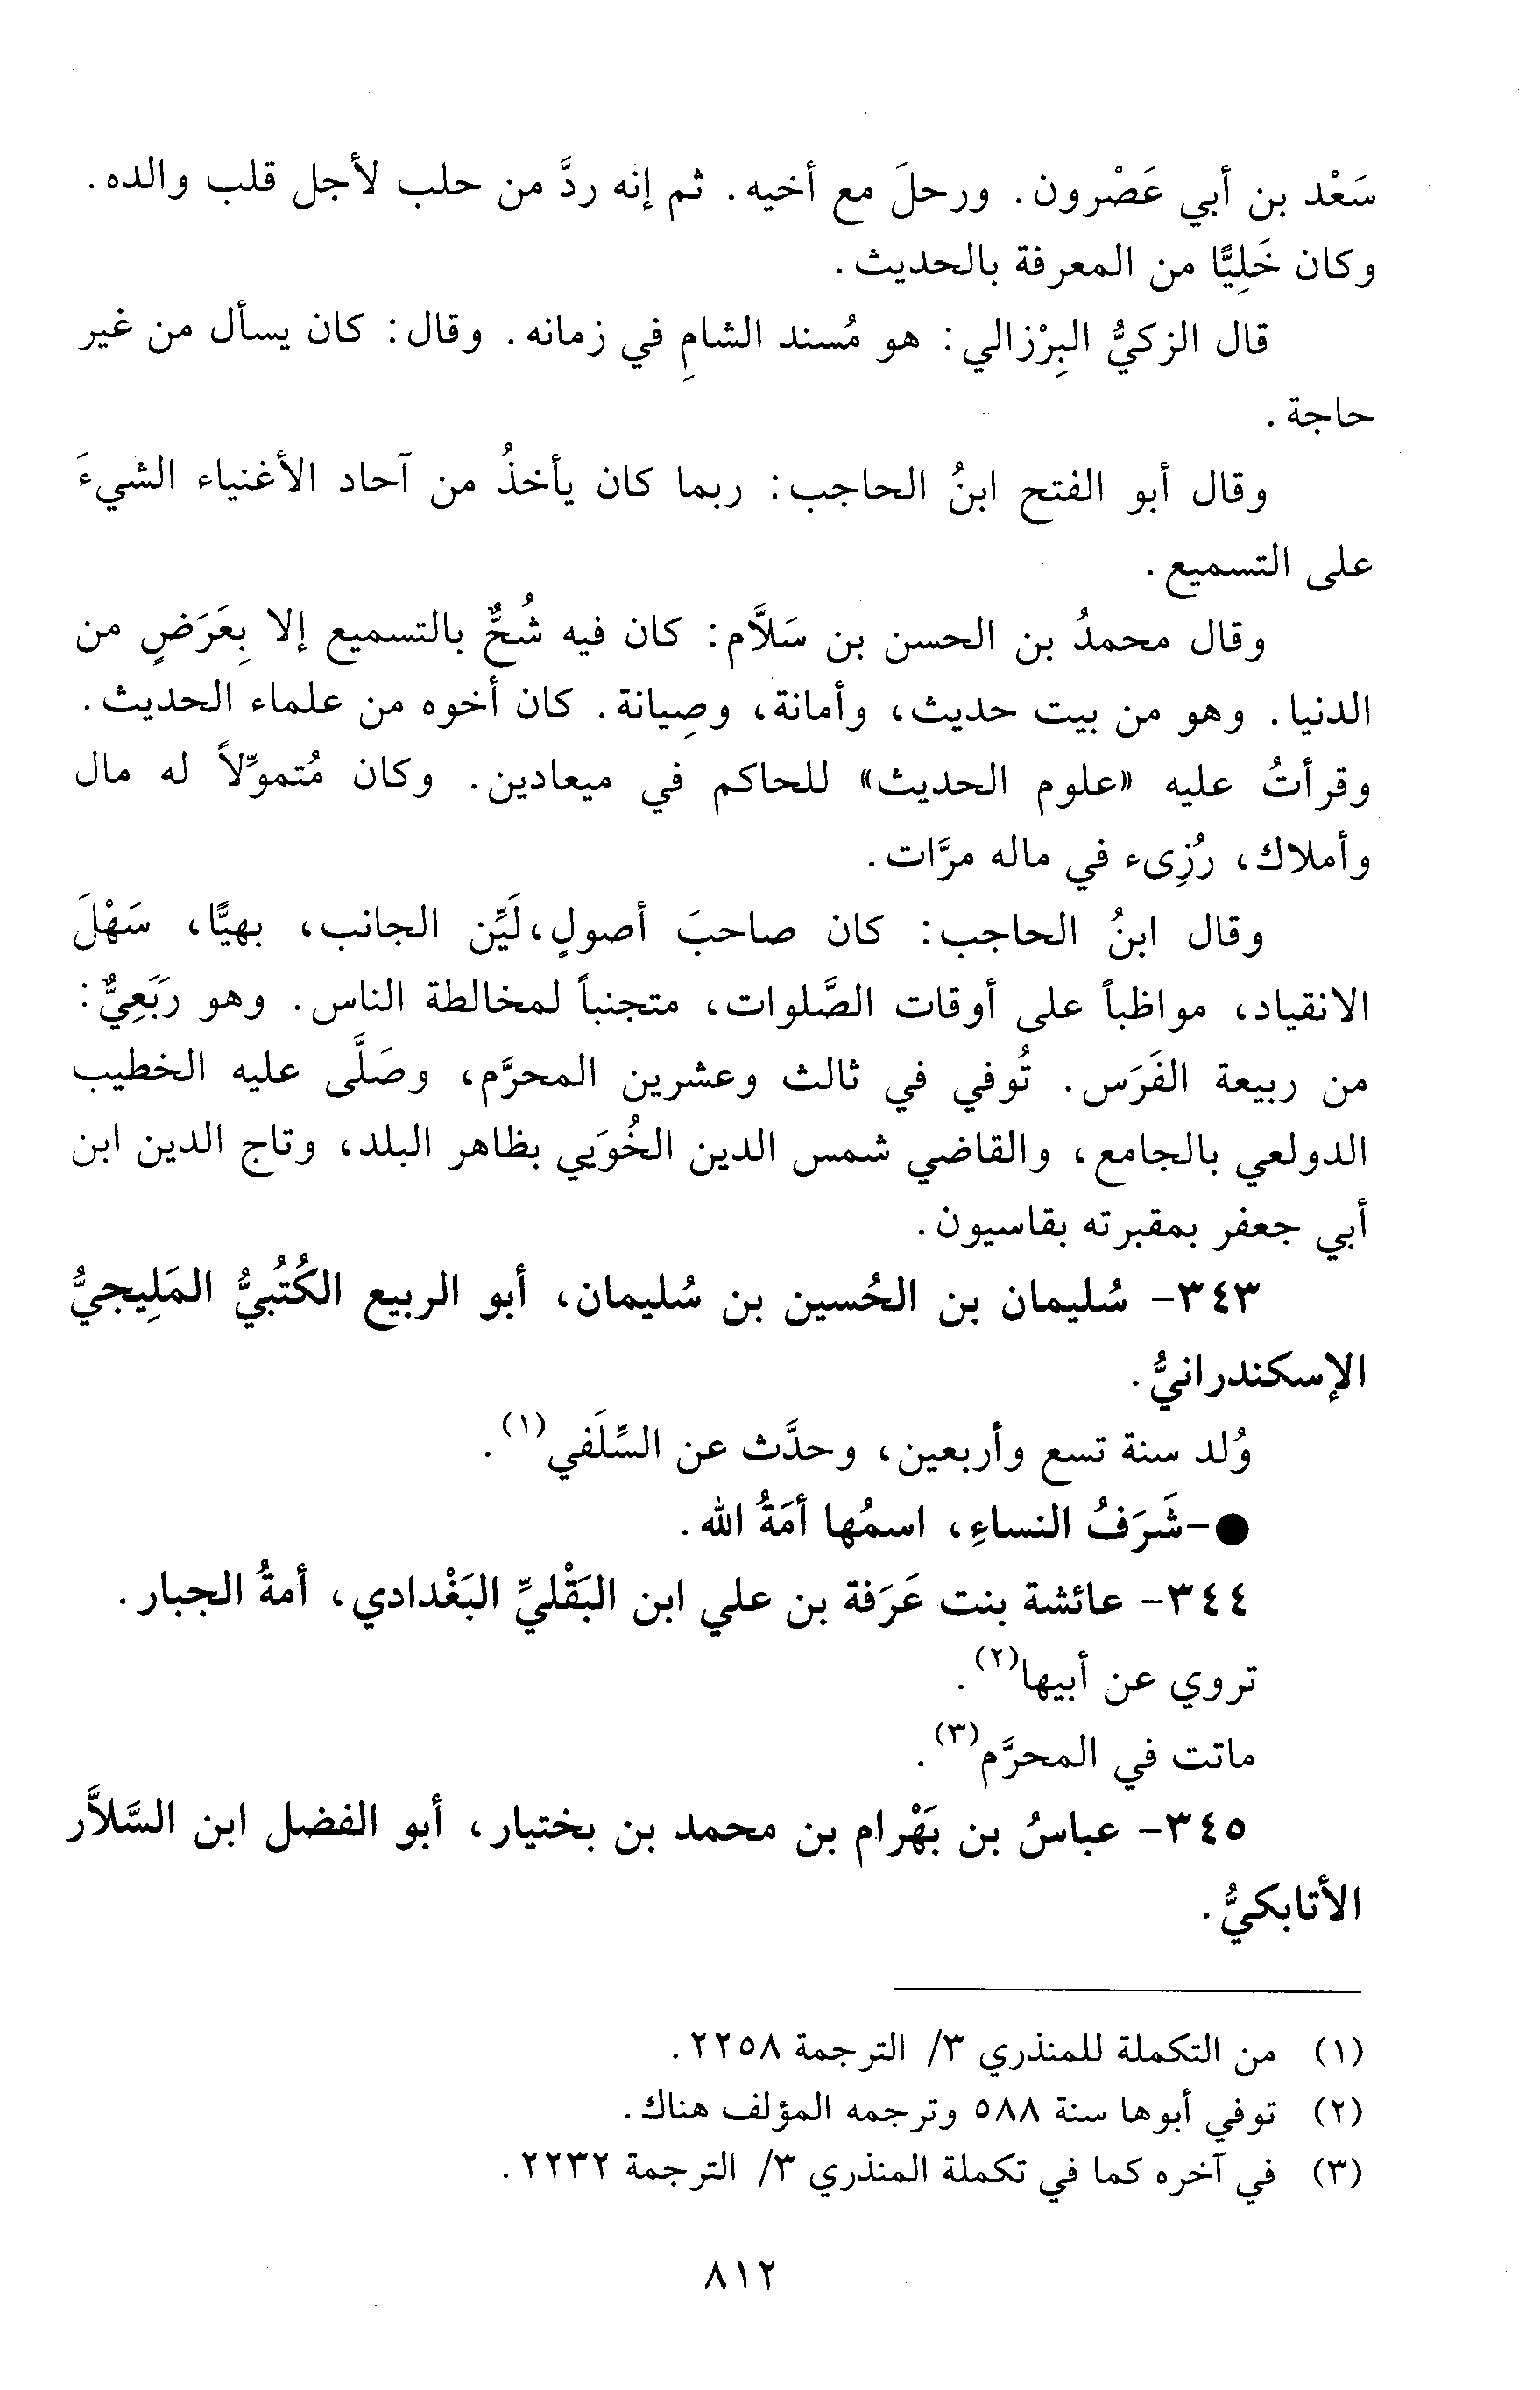 سَعْد بن أبي عَصْرون. ورحلَ مع أخيه. ثم إنه ردَّ من حلب لأجل قلب والده.
وكان خَلِيًّا من المعرفة بالحديث.
قال الزكيُّ البِرْزالي: هو مُسند الشامِ في زمانه. وقال: كان يسأل من غير
حاجة.
وقال أبو الفتح ابنُ الحاجب: ربما كان يأخذُ من آحاد الأغنياء الشيءَ
على التسميع.
وقال محمدُ بن الحسن بن سَلاَّم: كان فيه شُحٌّ بالتسميع إلا بِعَرَضٍ من
الدنيا. وهو من بيت حديث، وأمانة، وصِيانة. كان أخوه من علماء الحديث.
وقرأتُ عليه «علوم الحديث» للحاكم في ميعادين. وكان مُتموِّلاً له مال
وأملاك، رُزِىء في ماله مرَّات.
وقال ابنُ الحاجب: كان صاحبَ أصولٍ،لَيِّن الجانب، بهيًّا، سَهْلَ
الانقياد، مواظباً على أوقات الصَّلوات، متجنباً لمخالطة الناس. وهو رَبَعِيٌّ:
من ربيعة الفَرَس. تُوفي في ثالث وعشرين المحرَّم، وصَلَّى عليه الخطيب
الدولعي بالجامع، والقاضي شمس الدين الخُوَيي بظاهر البلد، وتاج الدين ابن
أبي جعفر بمقبرته بقاسيون.
٣٤٣- سُليمان بن الحُسين بن سُليمان، أبو الربيع الكُتُبيُّ المَلِيجيُّ
الإسكندرانيُّ.
وُلد سنة تسع وأربعين، وحدَّث عن السِّلَفي(١).
●-شَرَفُ النساءِ، اسمُها أمَةُ الله.
٣٤٤- عائشة بنت عَرَفة بن علي ابن البَقْليِّ البَغْدادي، أمةُ الجبار.
تروي عن أبيها(٢).
ماتت في المحرَّم(٣).
٣٤٥- عباسُ بن بَهْرام بن محمد بن بختيار، أبو الفضل ابن السَّلاَّر
الأتابكيُّ.
(١) من التكملة للمنذري ٣/ الترجمة ٢٢٥٨.
(٢) توفي أبوها سنة ٥٨٨ وترجمه المؤلف هناك.
(٣) في آخره كما في تكملة المنذري ٣/ الترجمة ٢٢٣٢.
٨١٢